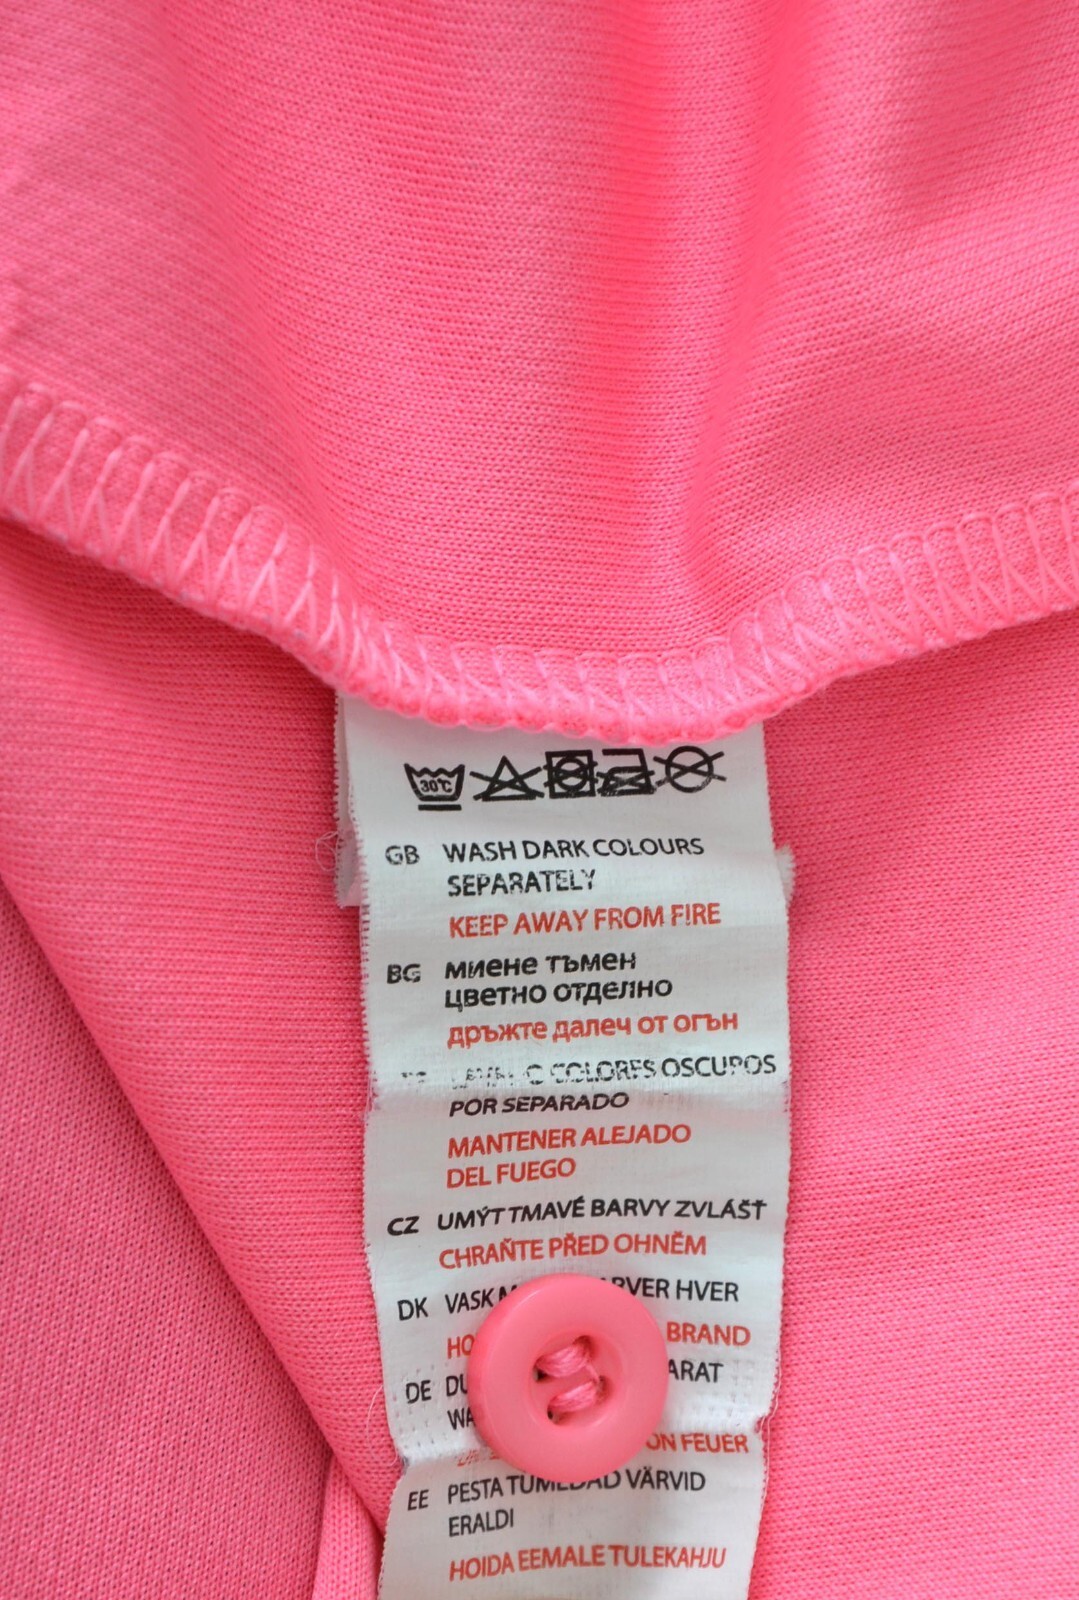 30°C
GB WASH DARK COLOURS
SEPARATELY
KEEP AWAY FROM FIRE
BG миене тъмен
цветно отделно
дръжте далеч от огън
COLORES OSCUROS
POR SEPARADO
MANTENER ALEJADO
DEL FUEGO
CZ UMÝT TMAVÉ BARVY ZVLÁŠŤ
CHRAŇTE PŘED OHNĚM
DK VASK HVER
BRAND
DE
FEUER
EE PESTA TUMEDAD VÄRVID
ERALDI
HOIDA EEMALE TULEKAHJU